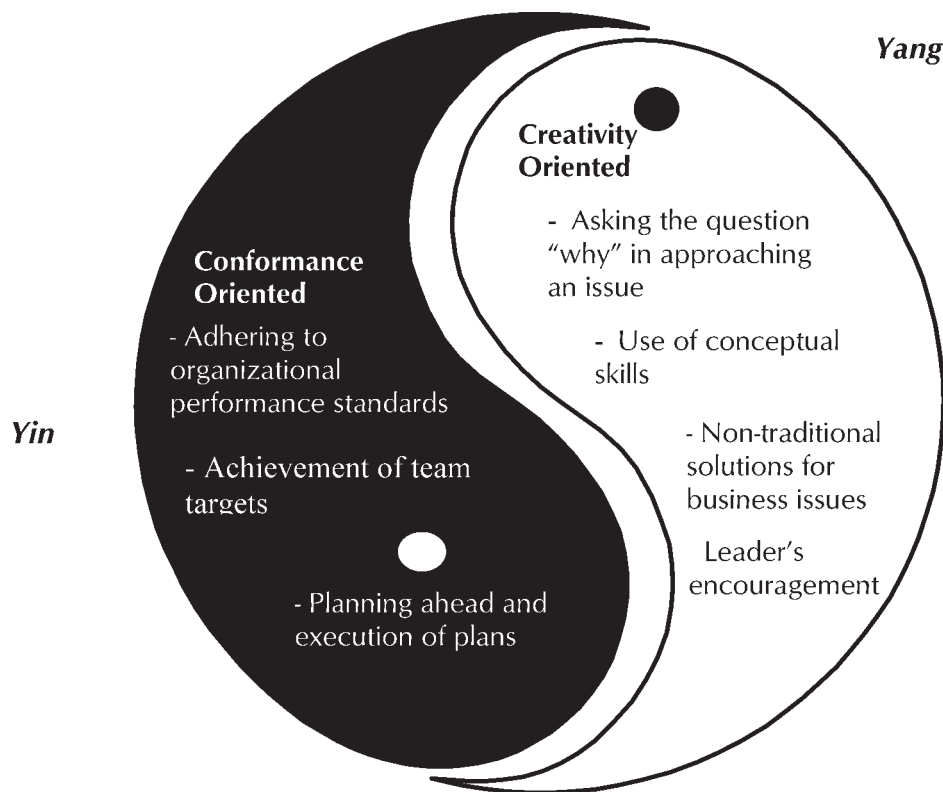 Yang
Creativity
Oriented
- Asking the question
“why” in approaching
an issue
- Use of conceptual
skills
- Non-traditional
solutions for
business issues
Leader’s
encouragement
Yin
Conformance
Oriented
- Adhering to
organizational
performance standards
- Achievement of team
targets
- Planning ahead and
execution of plans